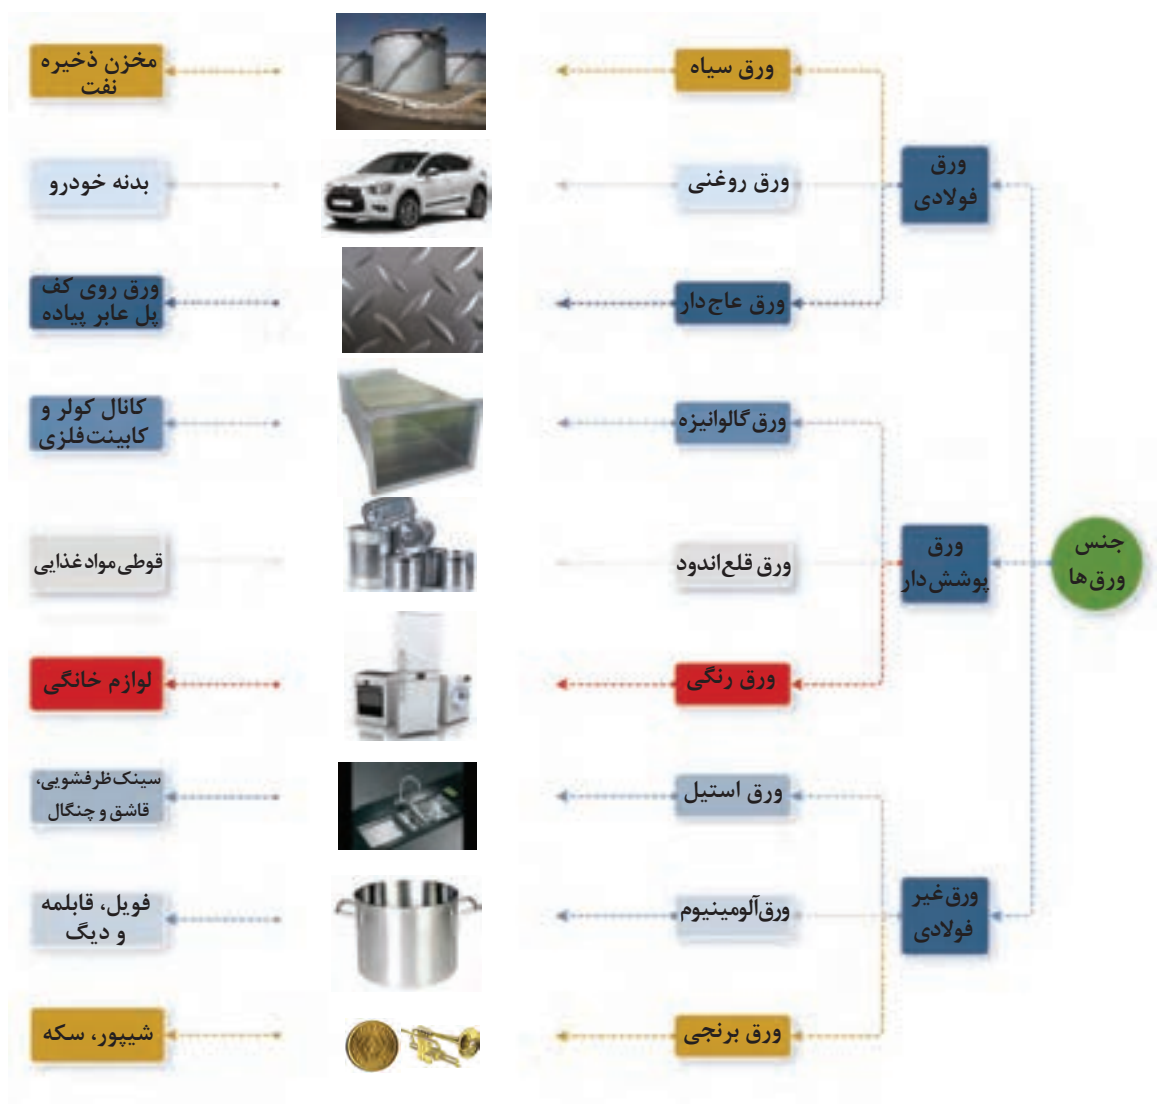 جنس
ورق‌ها
ورق
فولادی
ورق سیاه
مخزن ذخیره
نفت
ورق روغنی
بدنه خودرو
ورق عاج‌دار
ورق روی کف
پل عابر پیاده
ورق
پوشش‌دار
ورق گالوانیزه
کانال کولر و
کابینت فلزی
ورق قلع‌اندود
قوطی مواد غذایی
ورق رنگی
لوازم خانگی
ورق غیر
فولادی
ورق استیل
سینک ظرفشویی،
قاشق و چنگال
ورق آلومینیوم
فویل، قابلمه
و دیگ
ورق برنجی
شیپور، سکه